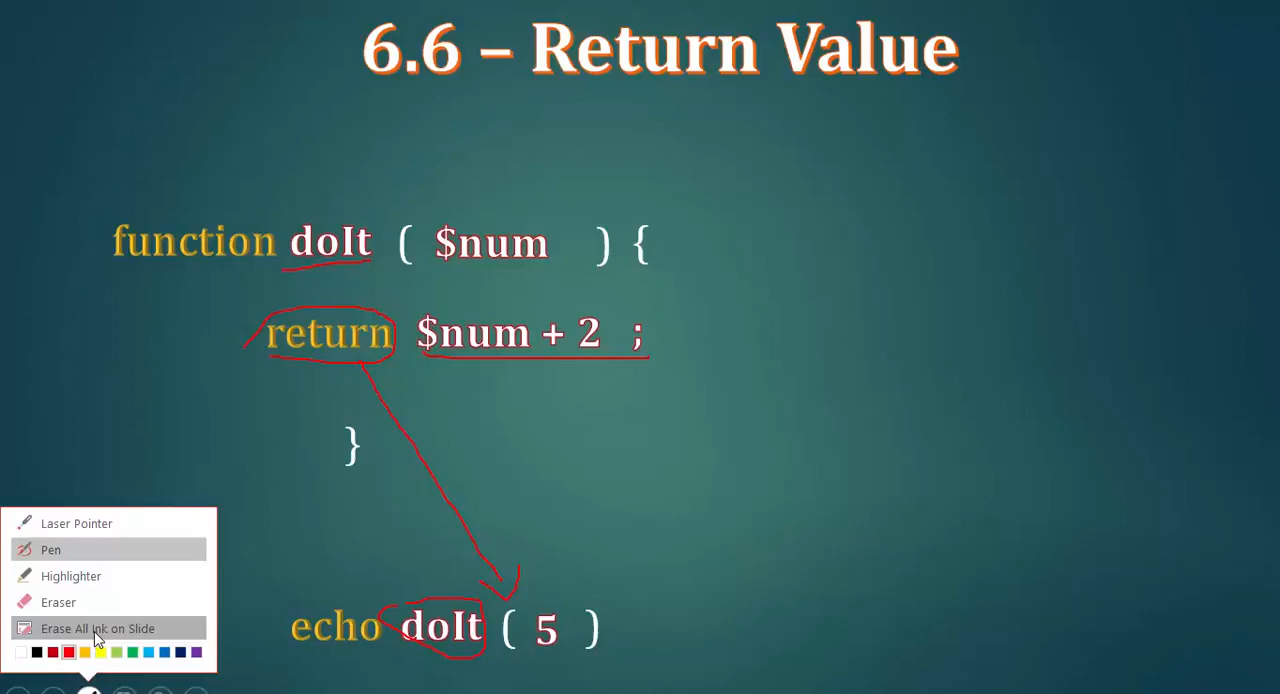 6.6 – Return Value
function doIt ( $num ) {
return $num + 2 ;
}
Laser Pointer
Pen
Highlighter
Eraser
Erase All Ink on Slide
echo doIt ( 5 )